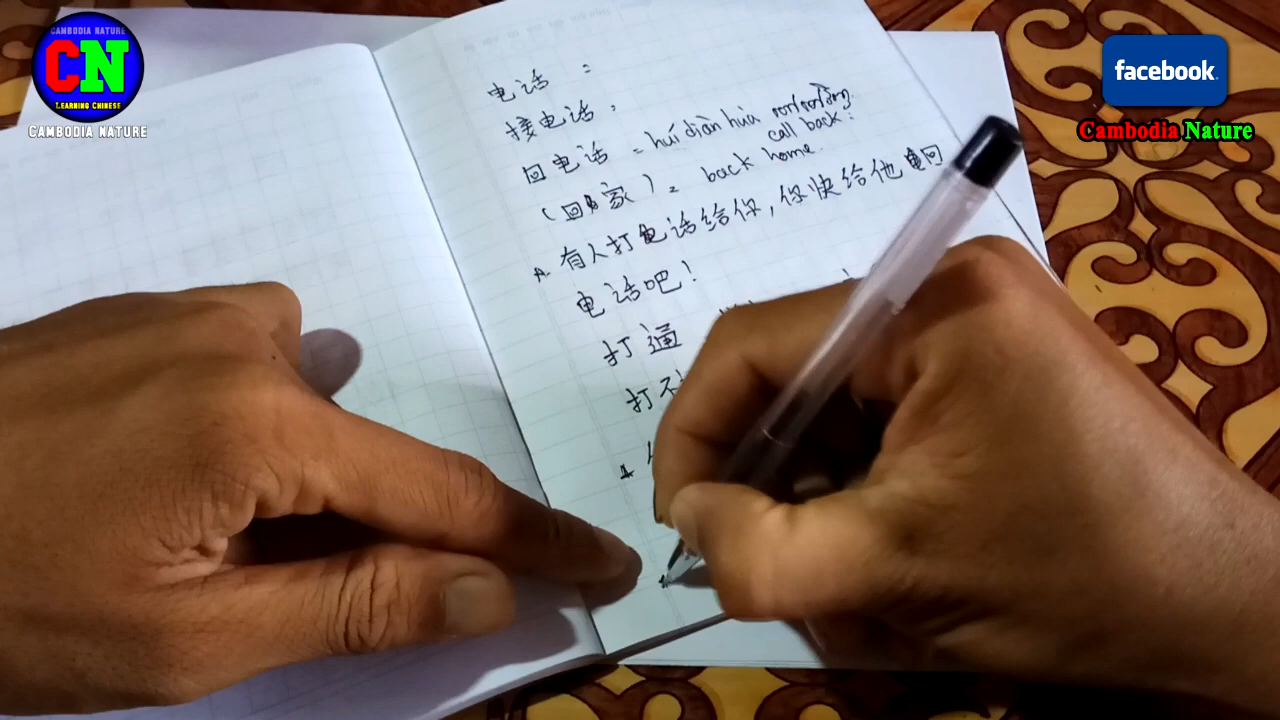 CAMBODIA NATURE
CN
LEARNING CHINESE
CAMBODIA NATURE
facebook
Cambodia Nature
电话 :
接电话 :
回电话 = huí diàn huà
call back :
(回家) = back home.
A. 有人打电话给你,你快给他回
电话吧!
打通
打不